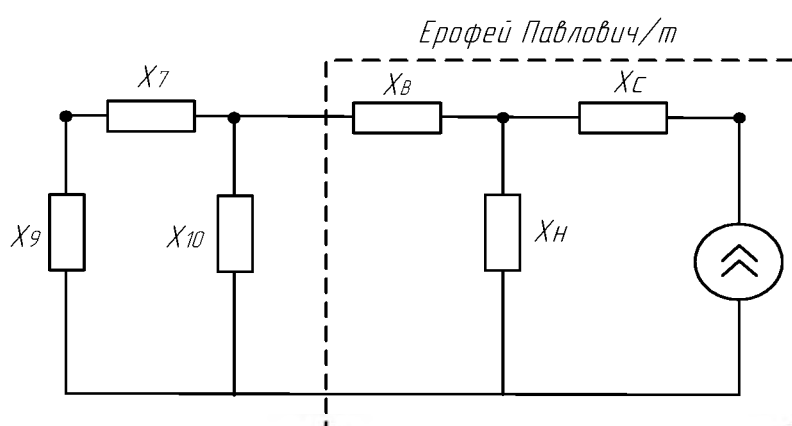 Ерофей Павлович/т
X7
XВ
XС
X9
X10
XН